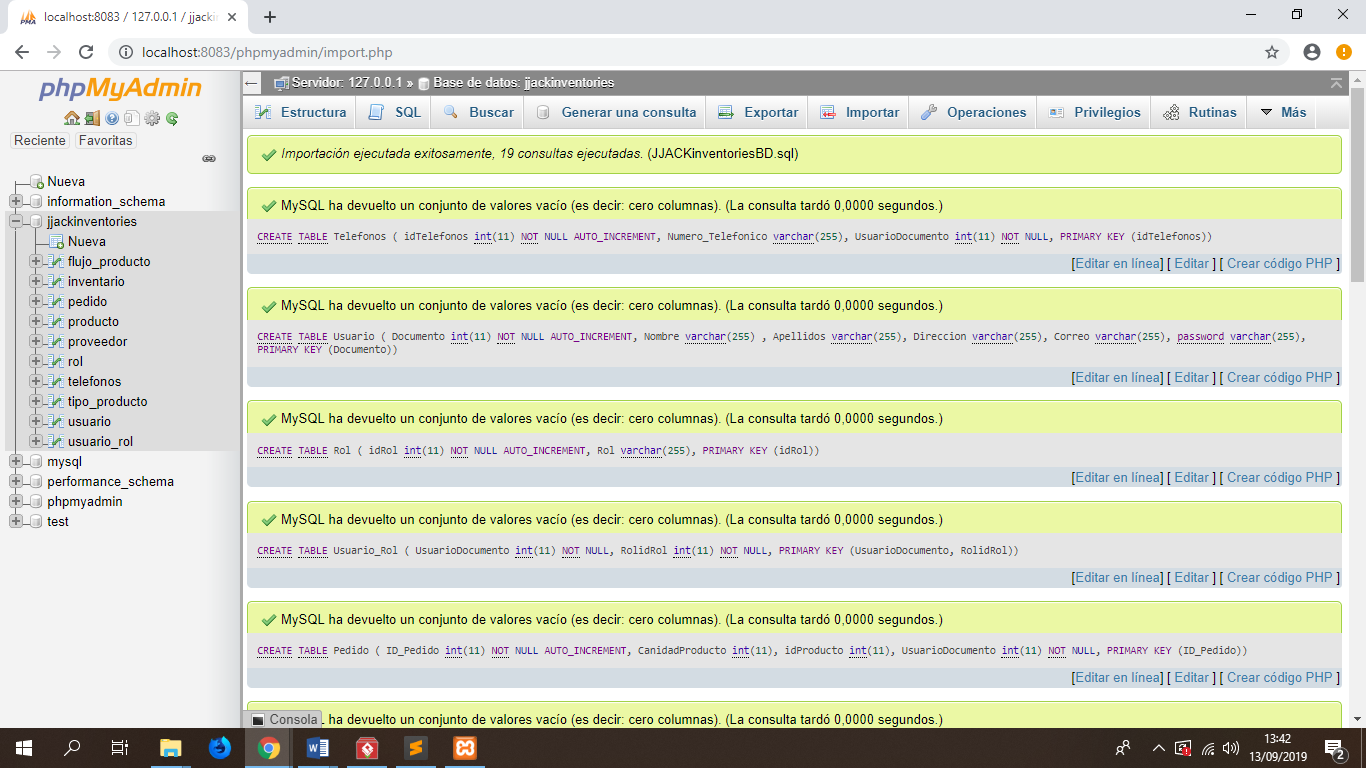 localhost:8083 / 127.0.0.1 / jjackin
localhost:8083/phpmyadmin/import.php
phpMyAdmin
Reciente Favoritas
Nueva
information_schema
jjackinventories
Nueva
flujo_producto
inventario
pedido
producto
proveedor
rol
telefonos
tipo_producto
usuario
usuario_rol
mysql
performance_schema
phpmyadmin
test
Servidor: 127.0.0.1 » Base de datos: jjackinventories
Estructura SQL Buscar Generar una consulta Exportar Importar Operaciones Privilegios Rutinas Más
Importación ejecutada exitosamente, 19 consultas ejecutadas. (JJACKinventoriesBD.sql)
MySQL ha devuelto un conjunto de valores vacío (es decir: cero columnas). (La consulta tardó 0,0000 segundos.)
CREATE TABLE Telefonos ( idTelefonos int(11) NOT NULL AUTO_INCREMENT, Numero_Telefonico varchar(255), UsuarioDocumento int(11) NOT NULL, PRIMARY KEY (idTelefonos))
[Editar en línea] [ Editar ] [ Crear código PHP ]
MySQL ha devuelto un conjunto de valores vacío (es decir: cero columnas). (La consulta tardó 0,0000 segundos.)
CREATE TABLE Usuario ( Documento int(11) NOT NULL AUTO_INCREMENT, Nombre varchar(255) , Apellidos varchar(255), Direccion varchar(255), Correo varchar(255), password varchar(255),
PRIMARY KEY (Documento))
[Editar en línea] [ Editar ] [ Crear código PHP ]
MySQL ha devuelto un conjunto de valores vacío (es decir: cero columnas). (La consulta tardó 0,0000 segundos.)
CREATE TABLE Rol ( idRol int(11) NOT NULL AUTO_INCREMENT, Rol varchar(255), PRIMARY KEY (idRol))
[Editar en línea] [ Editar ] [ Crear código PHP ]
MySQL ha devuelto un conjunto de valores vacío (es decir: cero columnas). (La consulta tardó 0,0000 segundos.)
CREATE TABLE Usuario_Rol ( UsuarioDocumento int(11) NOT NULL, RolidRol int(11) NOT NULL, PRIMARY KEY (UsuarioDocumento, RolidRol))
[Editar en línea] [ Editar ] [ Crear código PHP ]
MySQL ha devuelto un conjunto de valores vacío (es decir: cero columnas). (La consulta tardó 0,0000 segundos.)
CREATE TABLE Pedido ( ID_Pedido int(11) NOT NULL AUTO_INCREMENT, CanidadProducto int(11), idProducto int(11), UsuarioDocumento int(11) NOT NULL, PRIMARY KEY (ID_Pedido))
[Editar en línea] [ Editar ] [ Crear código PHP ]
Consola ha devuelto un conjunto de valores vacío (es decir: cero columnas). (La consulta tardó 0,0000 segundos.)
13:42
13/09/2019
2